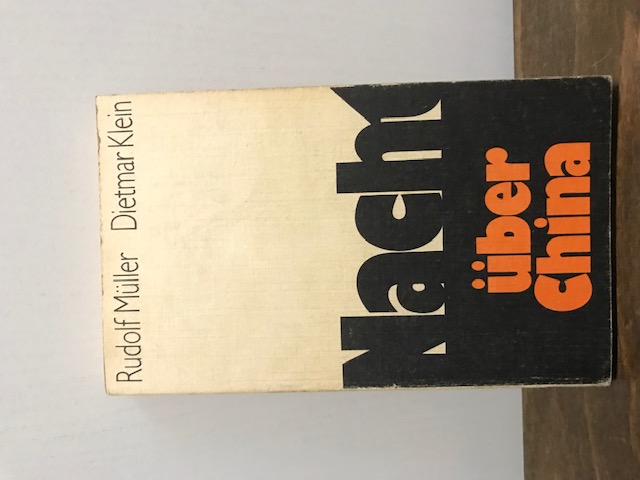 Rudolf Müller Dietmar Klein
Nacht
über
China